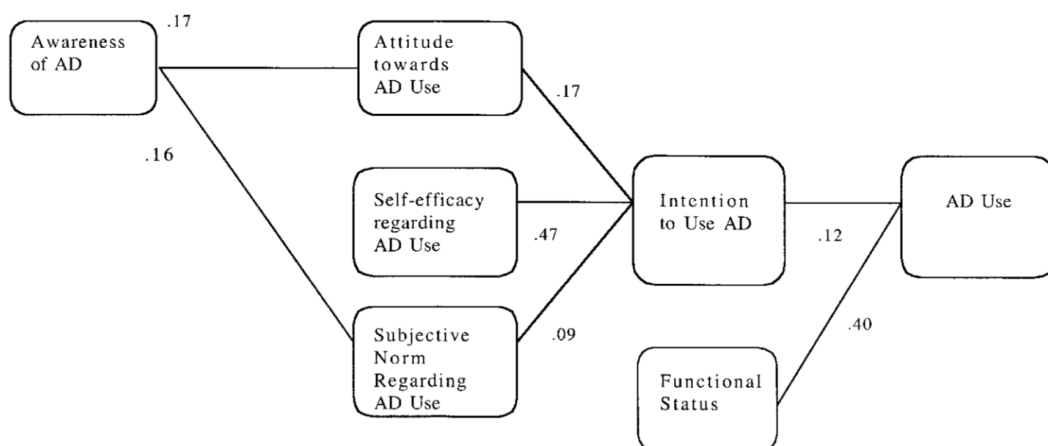 .17
Awareness
of AD
Attitude
towards
AD Use
.17
.16
Self-efficacy
regarding
AD Use
.47
Intention
to Use AD
.12
AD Use
Subjective
Norm
Regarding
AD Use
.09
.40
Functional
Status